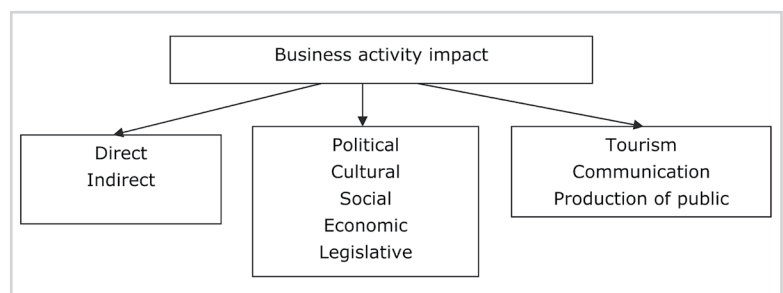 Business activity impact
Direct
Indirect
Political
Cultural
Social
Economic
Legislative
Tourism
Communication
Production of public